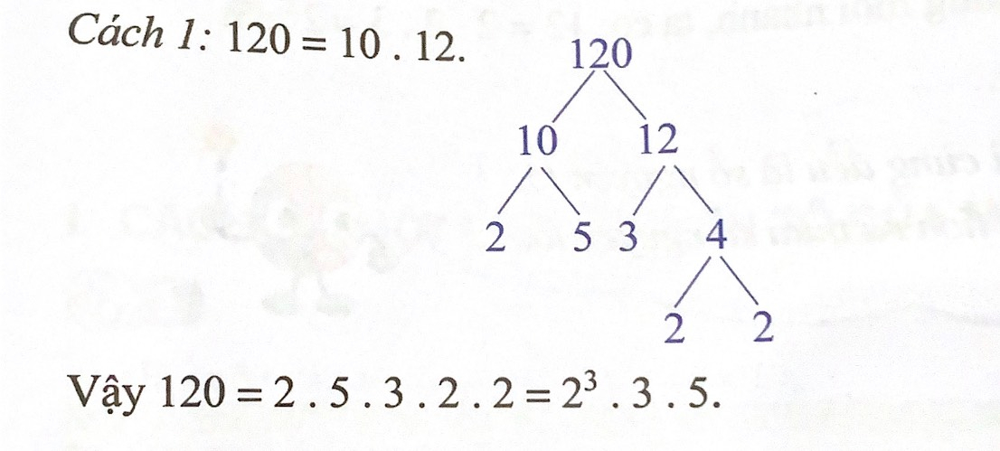 Cách 1: 120 = 10 . 12.
120
10 12
2 5 3 4
2 2
Vậy 120 = 2 . 5 . 3 . 2 . 2 = 2³ . 3 . 5.